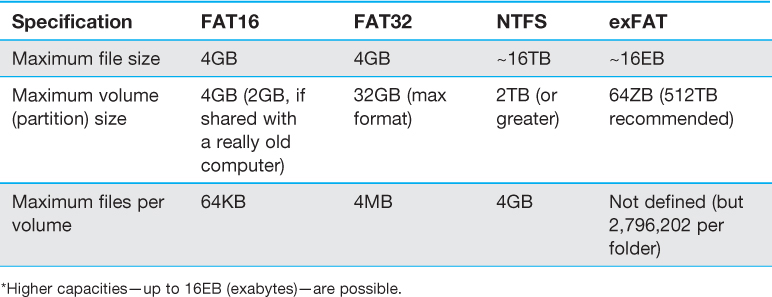 Specification FAT16 FAT32 NTFS exFAT
Maximum file size 4GB 4GB ~16TB ~16EB
Maximum volume 4GB (2GB, if 32GB (max 2TB (or 64ZB (512TB
(partition) size shared with format) greater) recommended)
a really old
computer)
Maximum files per 64KB 4MB 4GB Not defined (but
volume 2,796,202 per
folder)
*Higher capacities—up to 16EB (exabytes)—are possible.